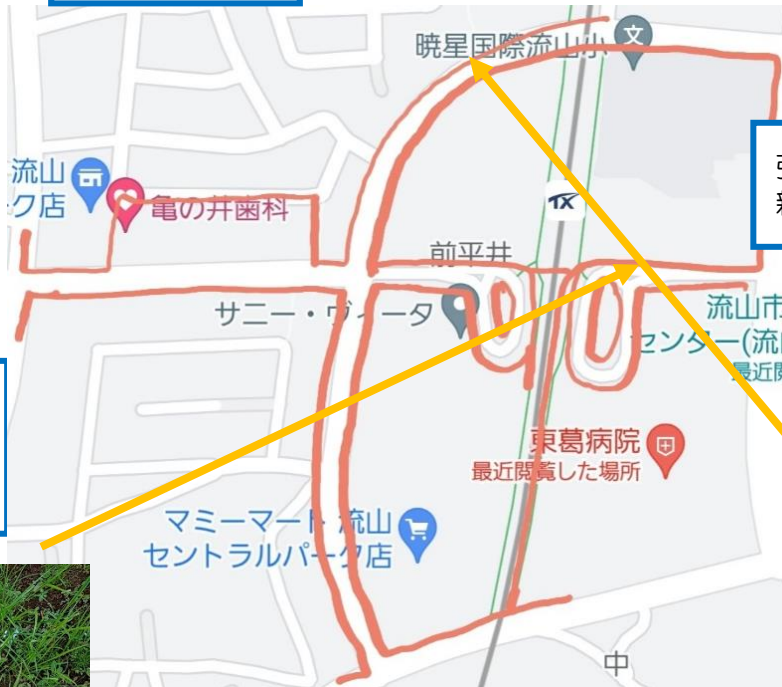 暁星国際流山小
文
流山
ク店
亀の井歯科
TX
前平井
サニー・ヴィータ
流山市
センター(流
最近閲
東葛病院
最近閲覧した場所
マミーマート 流山
セントラルパーク店
中